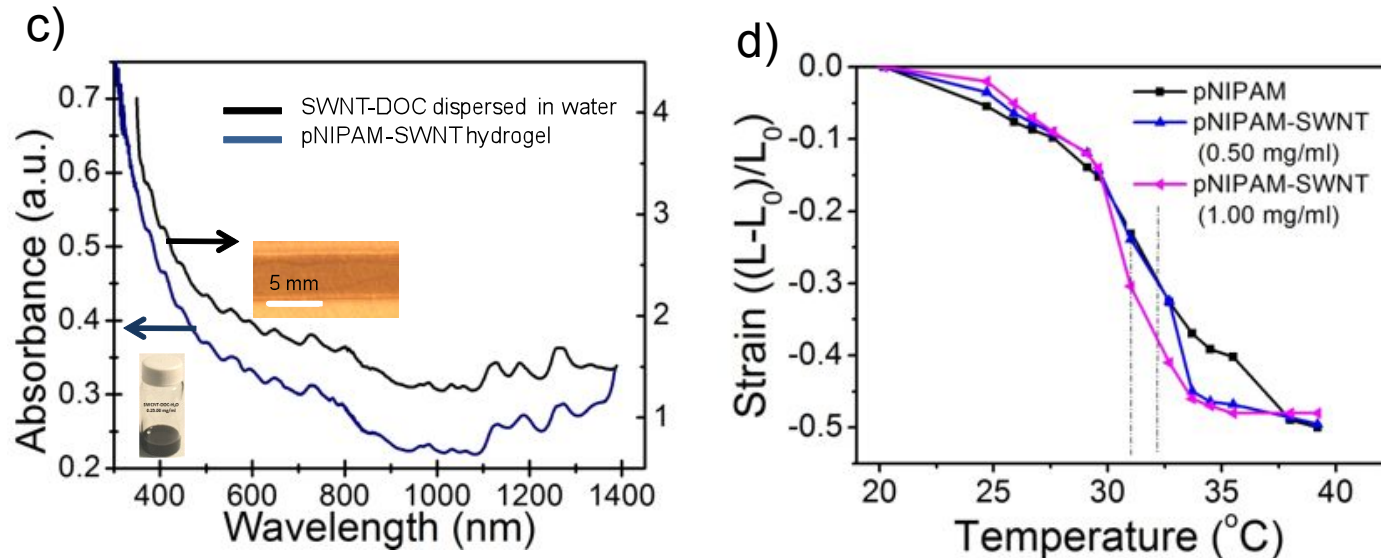 c)
Absorbance (a.u.)
0.7
0.6
0.5
0.4
0.3
0.2
SWNT-DOC dispersed in water
pNIPAM-SWNT hydrogel
5 mm
4
3
2
1
400 600 800 1000 1200 1400
Wavelength (nm)
d)
Strain ((L-L₀)/L₀)
0.0
-0.1
-0.2
-0.3
-0.4
-0.5
pNIPAM
pNIPAM-SWNT
(0.50 mg/ml)
pNIPAM-SWNT
(1.00 mg/ml)
20 25 30 35 40
Temperature (°C)